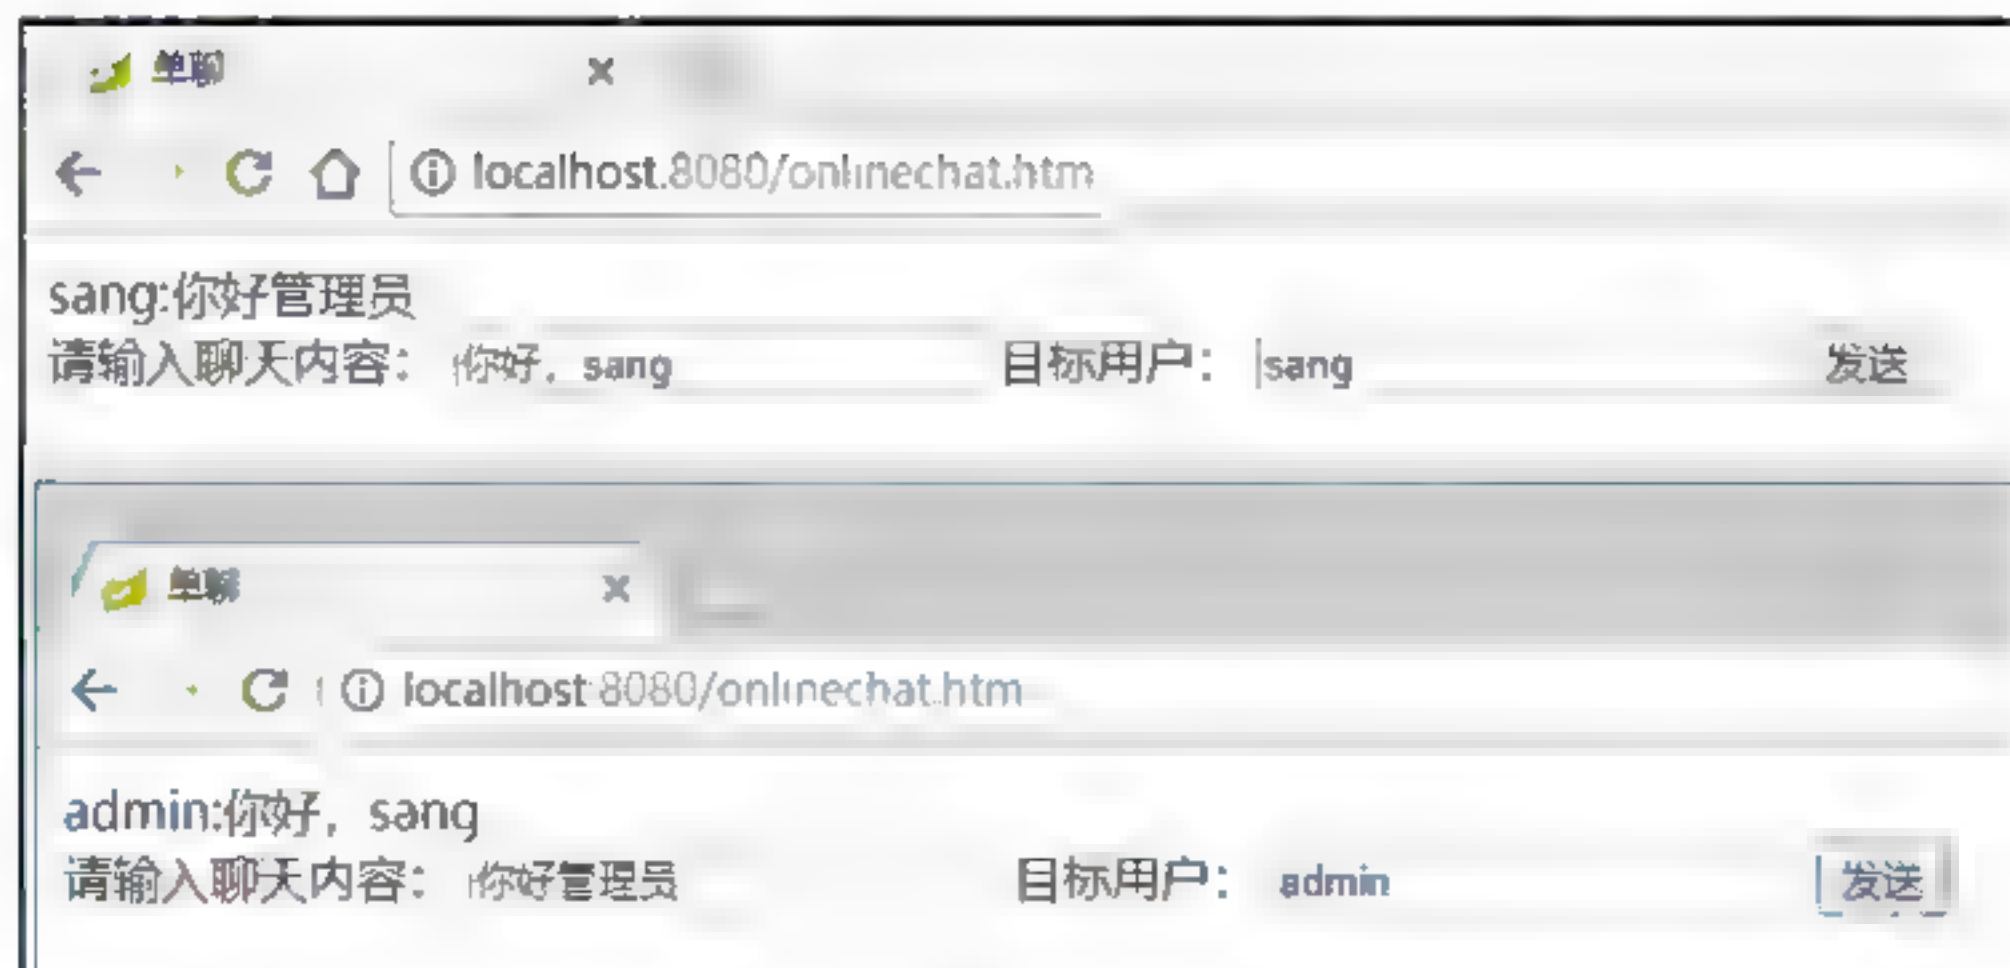 单聊
localhost:8080/onlinechat.htm
sang:你好管理员
请输入聊天内容： 你好，sang 目标用户： sang 发送
单聊
localhost:8080/onlinechat.htm
admin:你好，sang
请输入聊天内容： 你好管理员 目标用户： admin 发送